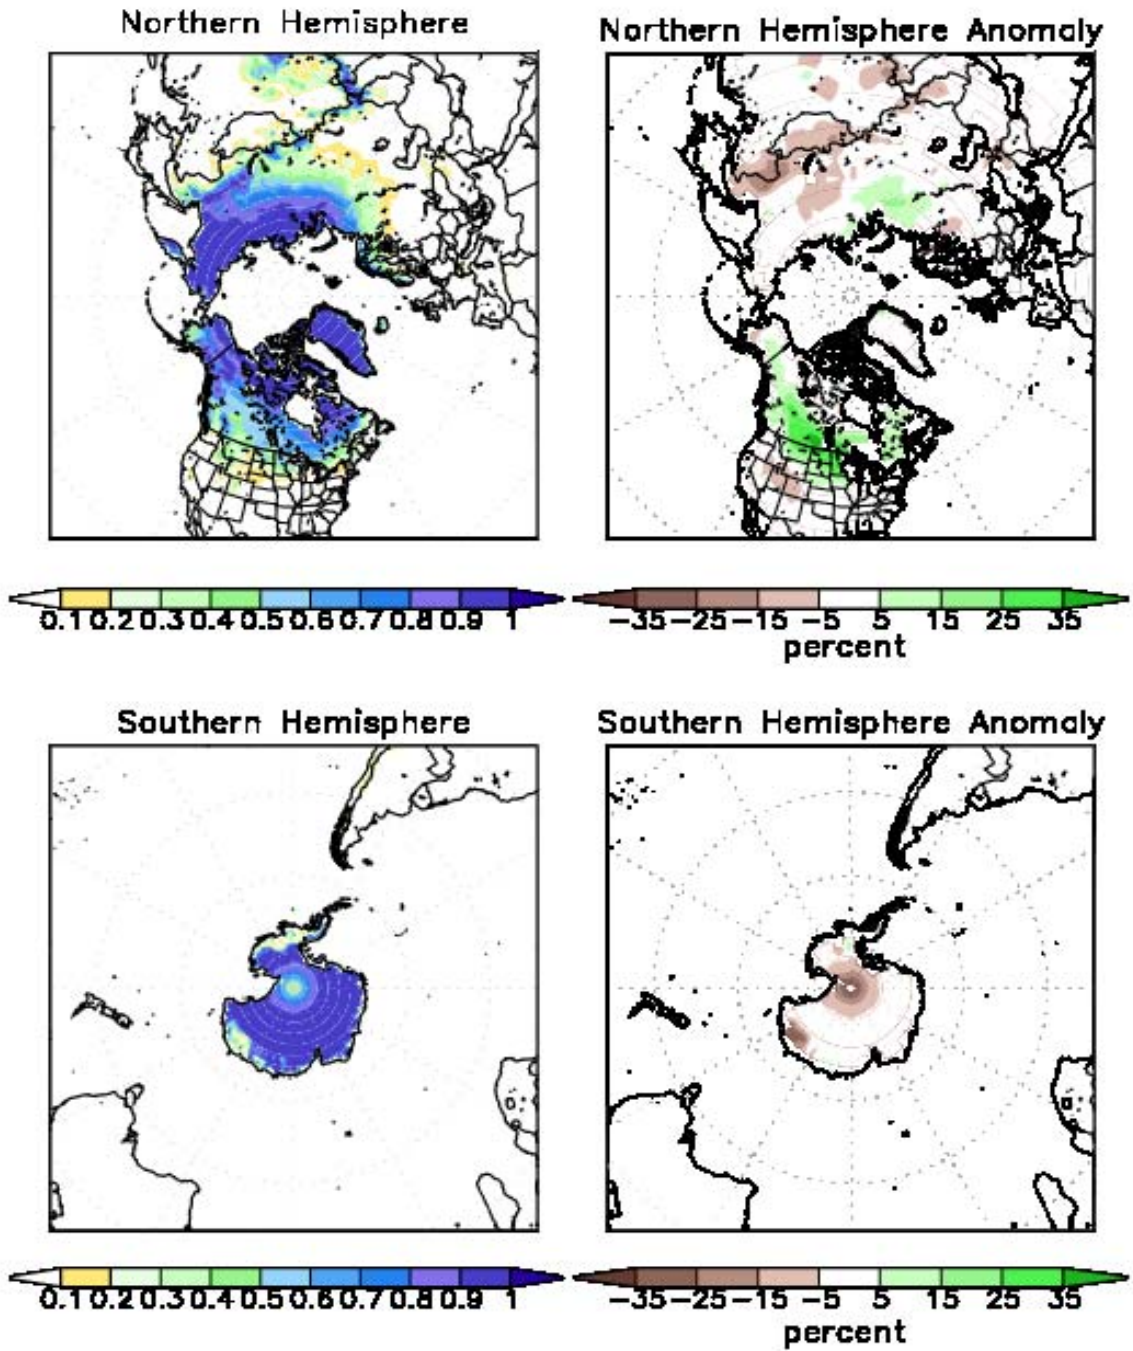 Northern Hemisphere
Northern Hemisphere Anomaly
0.1 0.2 0.3 0.4 0.5 0.6 0.7 0.8 0.9 1
-35 -25 -15 -5 5 15 25 35
percent
Southern Hemisphere
Southern Hemisphere Anomaly
0.1 0.2 0.3 0.4 0.5 0.6 0.7 0.8 0.9 1
-35 -25 -15 -5 5 15 25 35
percent